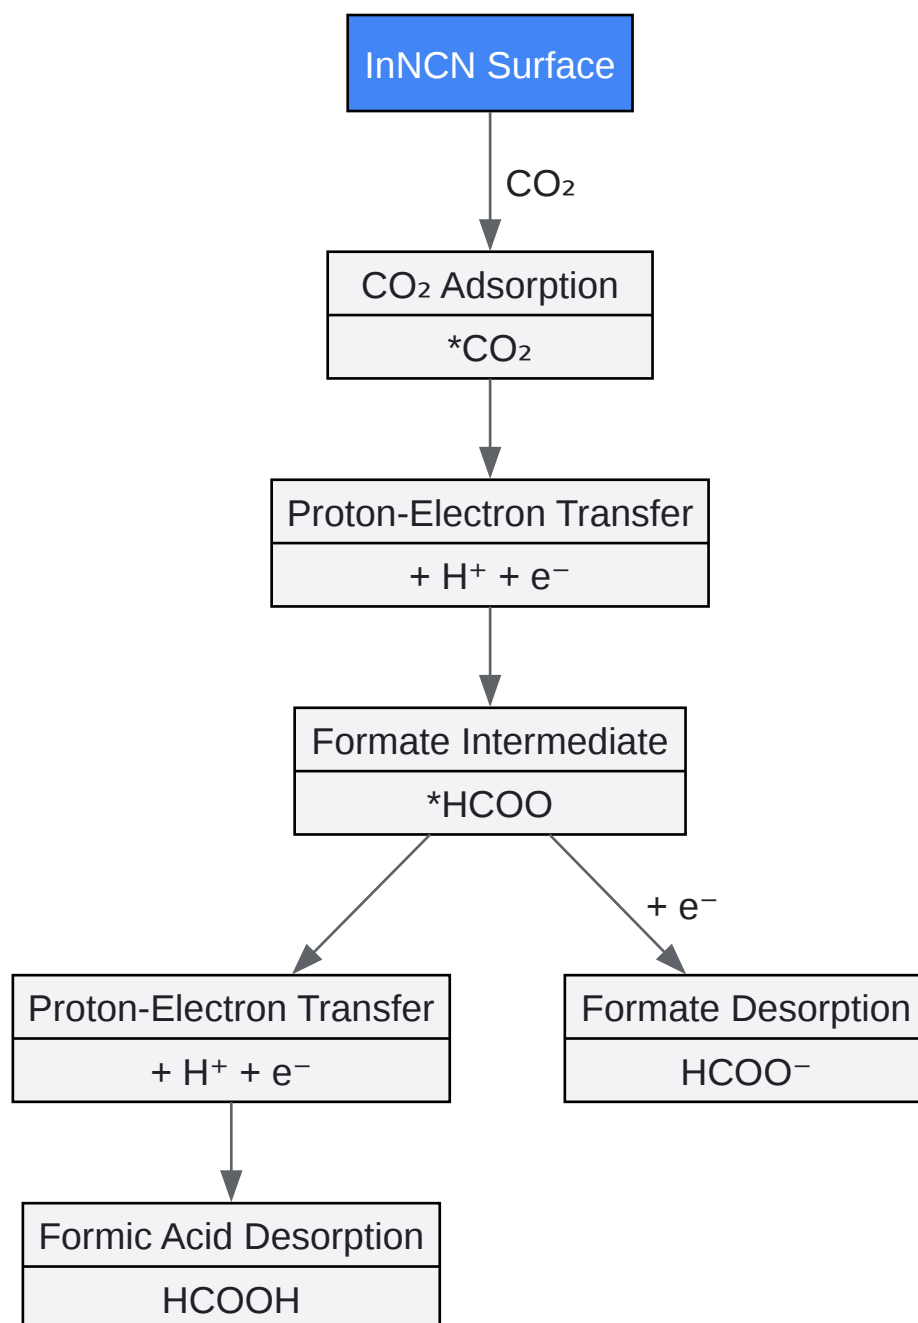 InNCN Surface
CO₂
CO₂ Adsorption
*CO₂
Proton-Electron Transfer
+ H⁺ + e⁻
Formate Intermediate
*HCOO
+ e⁻
Proton-Electron Transfer
+ H⁺ + e⁻
Formate Desorption
HCOO⁻
Formic Acid Desorption
HCOOH